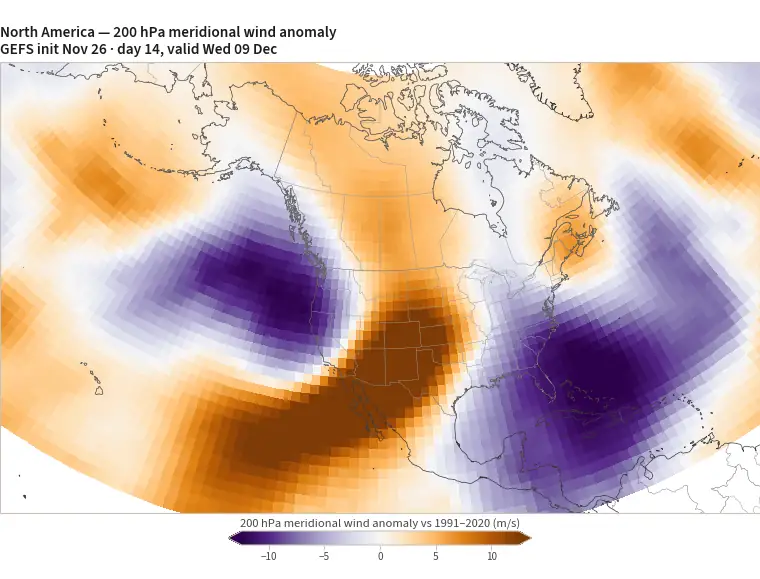 North America — 200 hPa meridional wind anomaly
GEFS init Nov 26 · day 14, valid Wed 09 Dec
200 hPa meridional wind anomaly vs 1991–2020 (m/s)
−10 −5 0 5 10